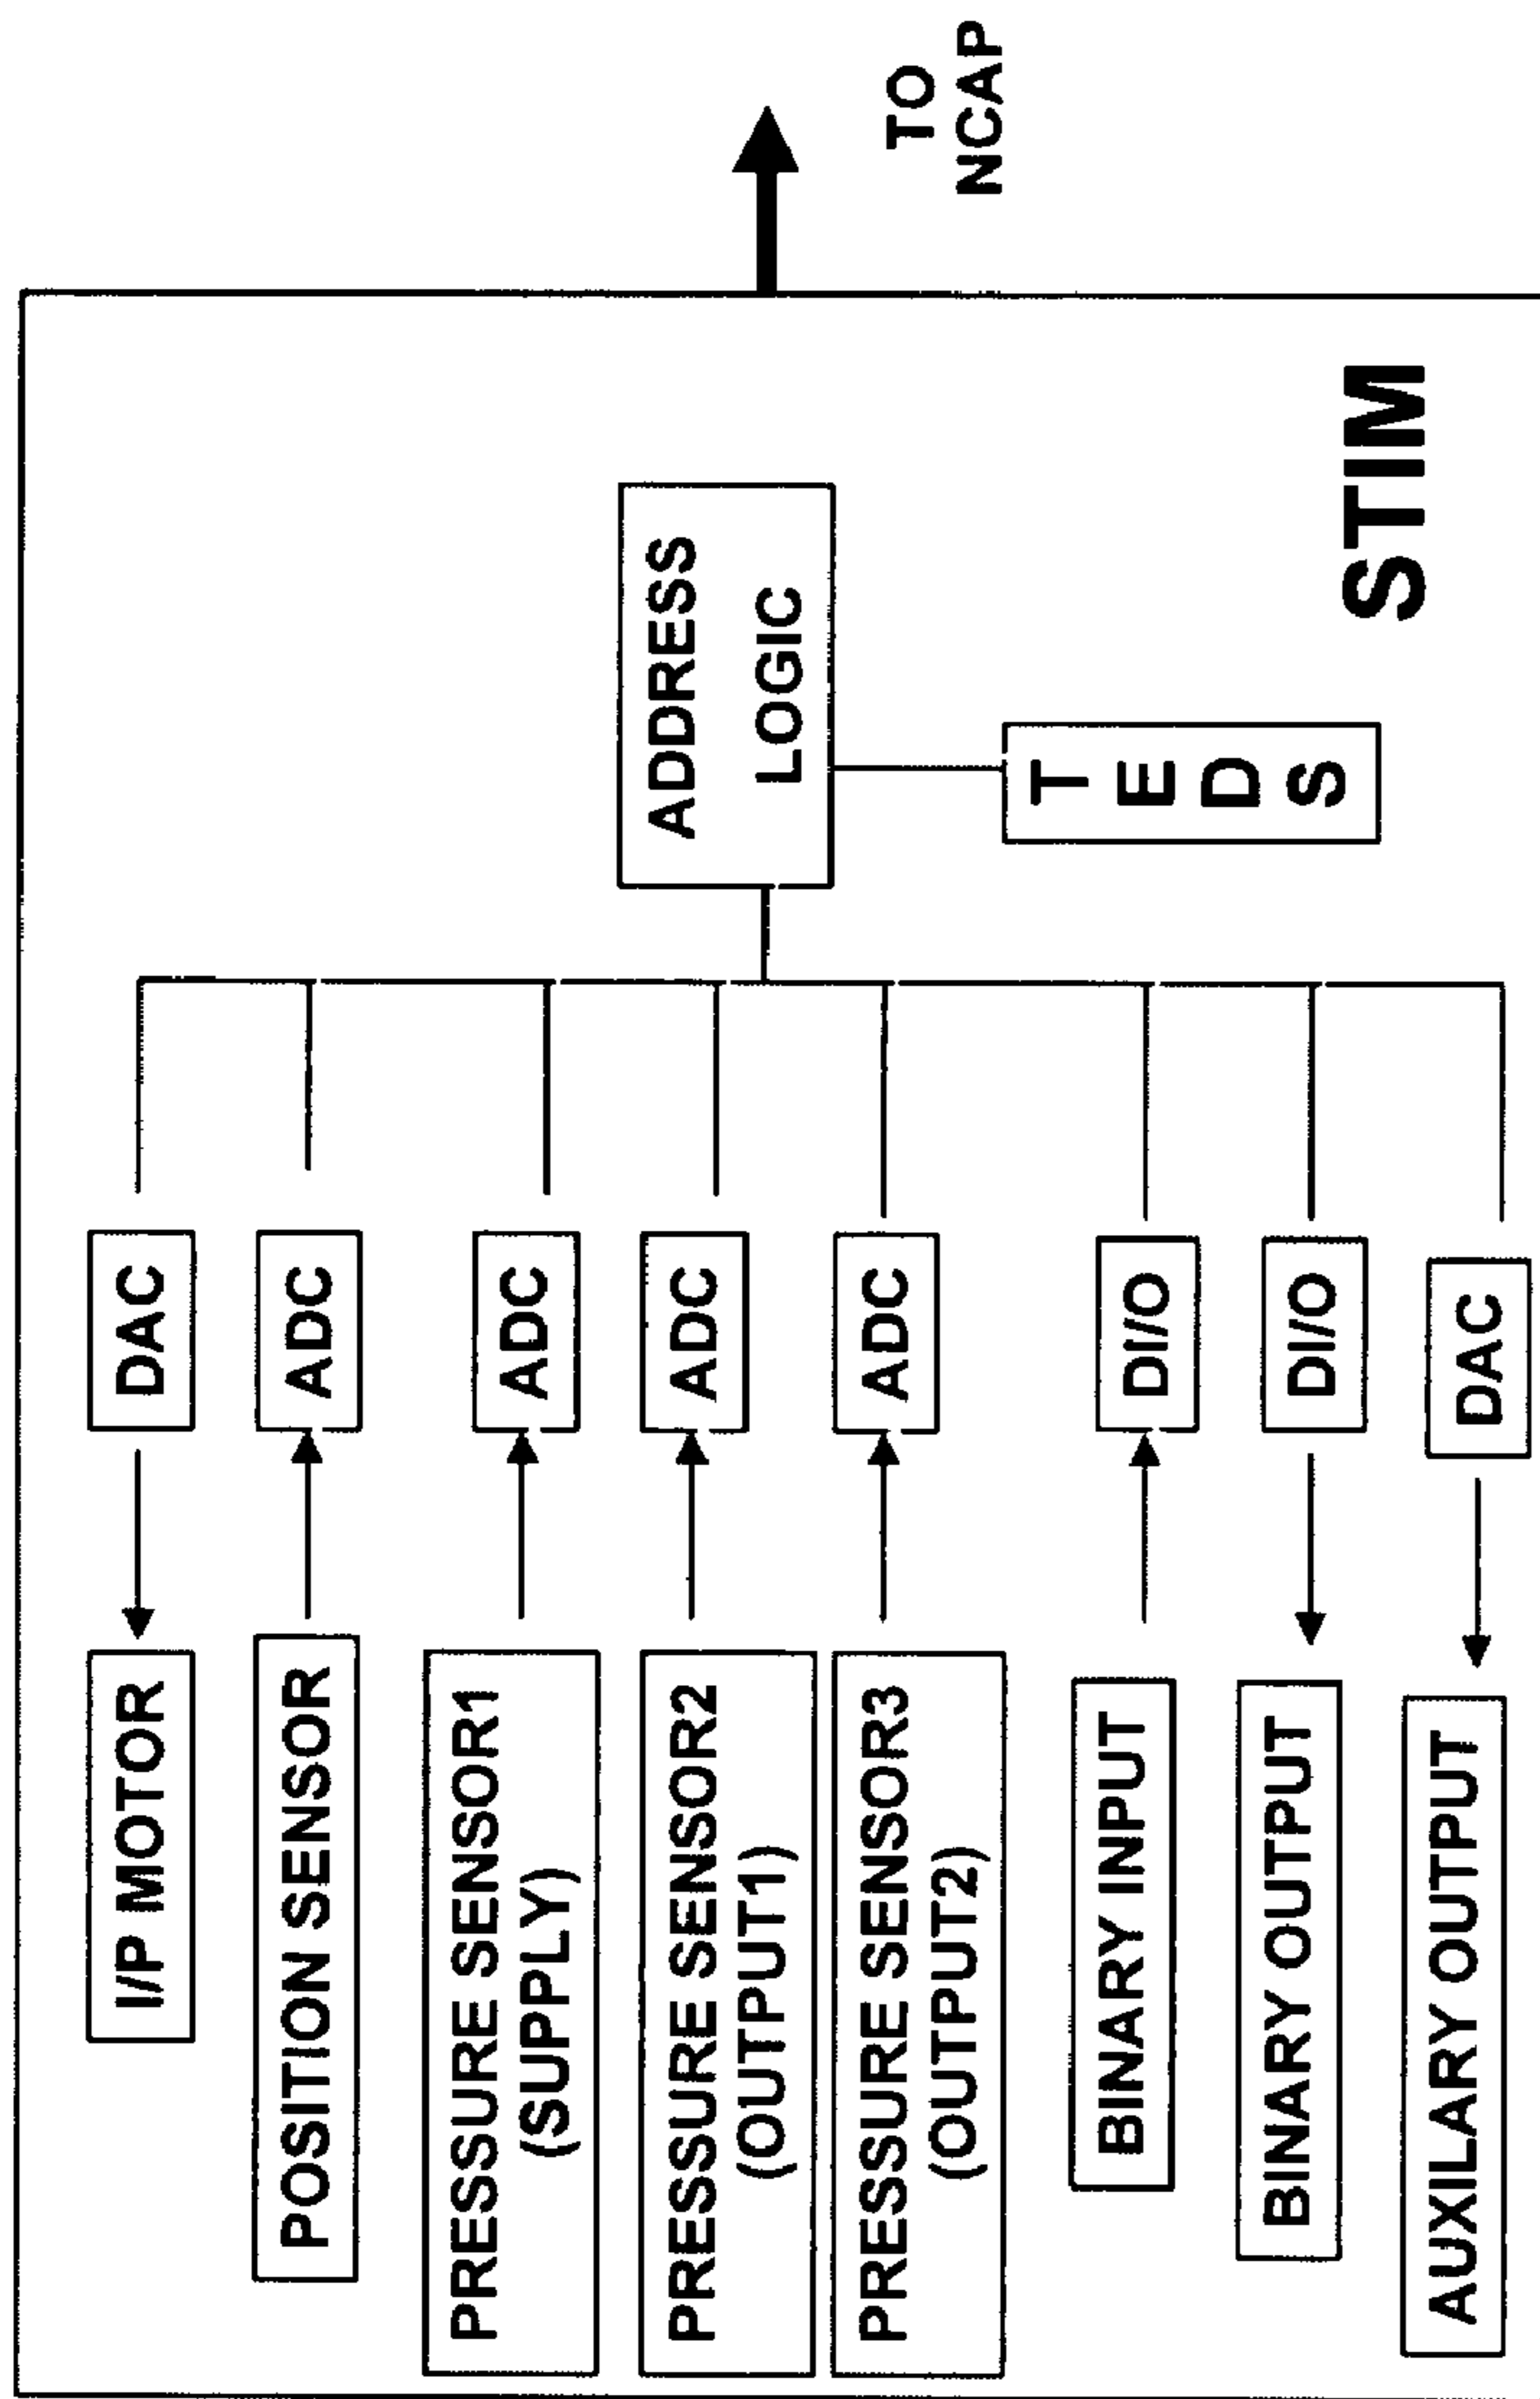 I/P MOTOR
DAC
POSITION SENSOR
ADC
PRESSURE SENSOR1
(SUPPLY)
ADC
PRESSURE SENSOR2
(OUTPUT1)
ADC
PRESSURE SENSOR3
(OUTPUT2)
ADC
BINARY INPUT
DI/O
BINARY OUTPUT
DI/O
AUXILARY OUTPUT
DAC
ADDRESS
LOGIC
T
E
D
S
STIM
TO
NCAP